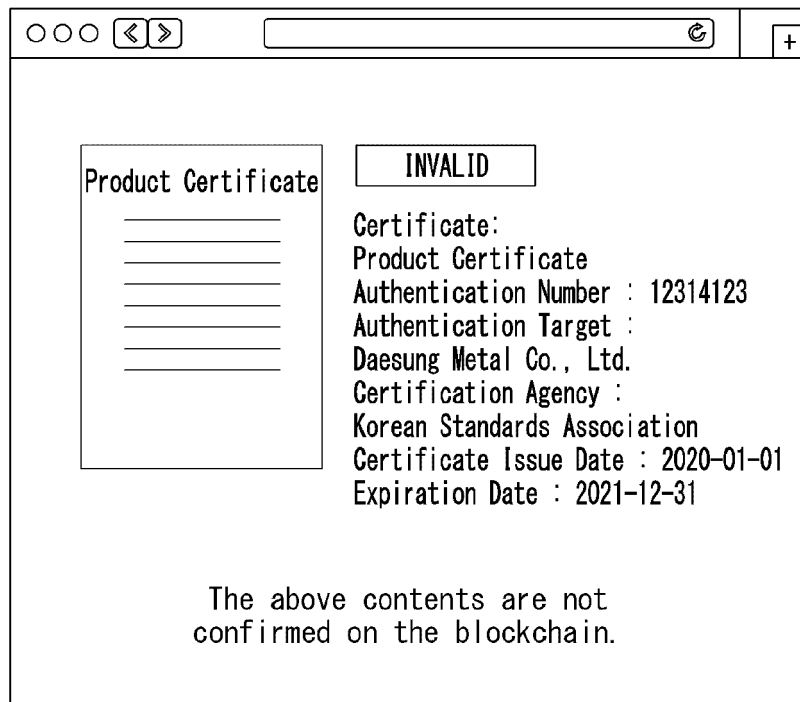 Product Certificate
INVALID
Certificate:
Product Certificate
Authentication Number : 12314123
Authentication Target :
Daesung Metal Co., Ltd.
Certification Agency :
Korean Standards Association
Certificate Issue Date : 2020-01-01
Expiration Date : 2021-12-31
The above contents are not
confirmed on the blockchain.